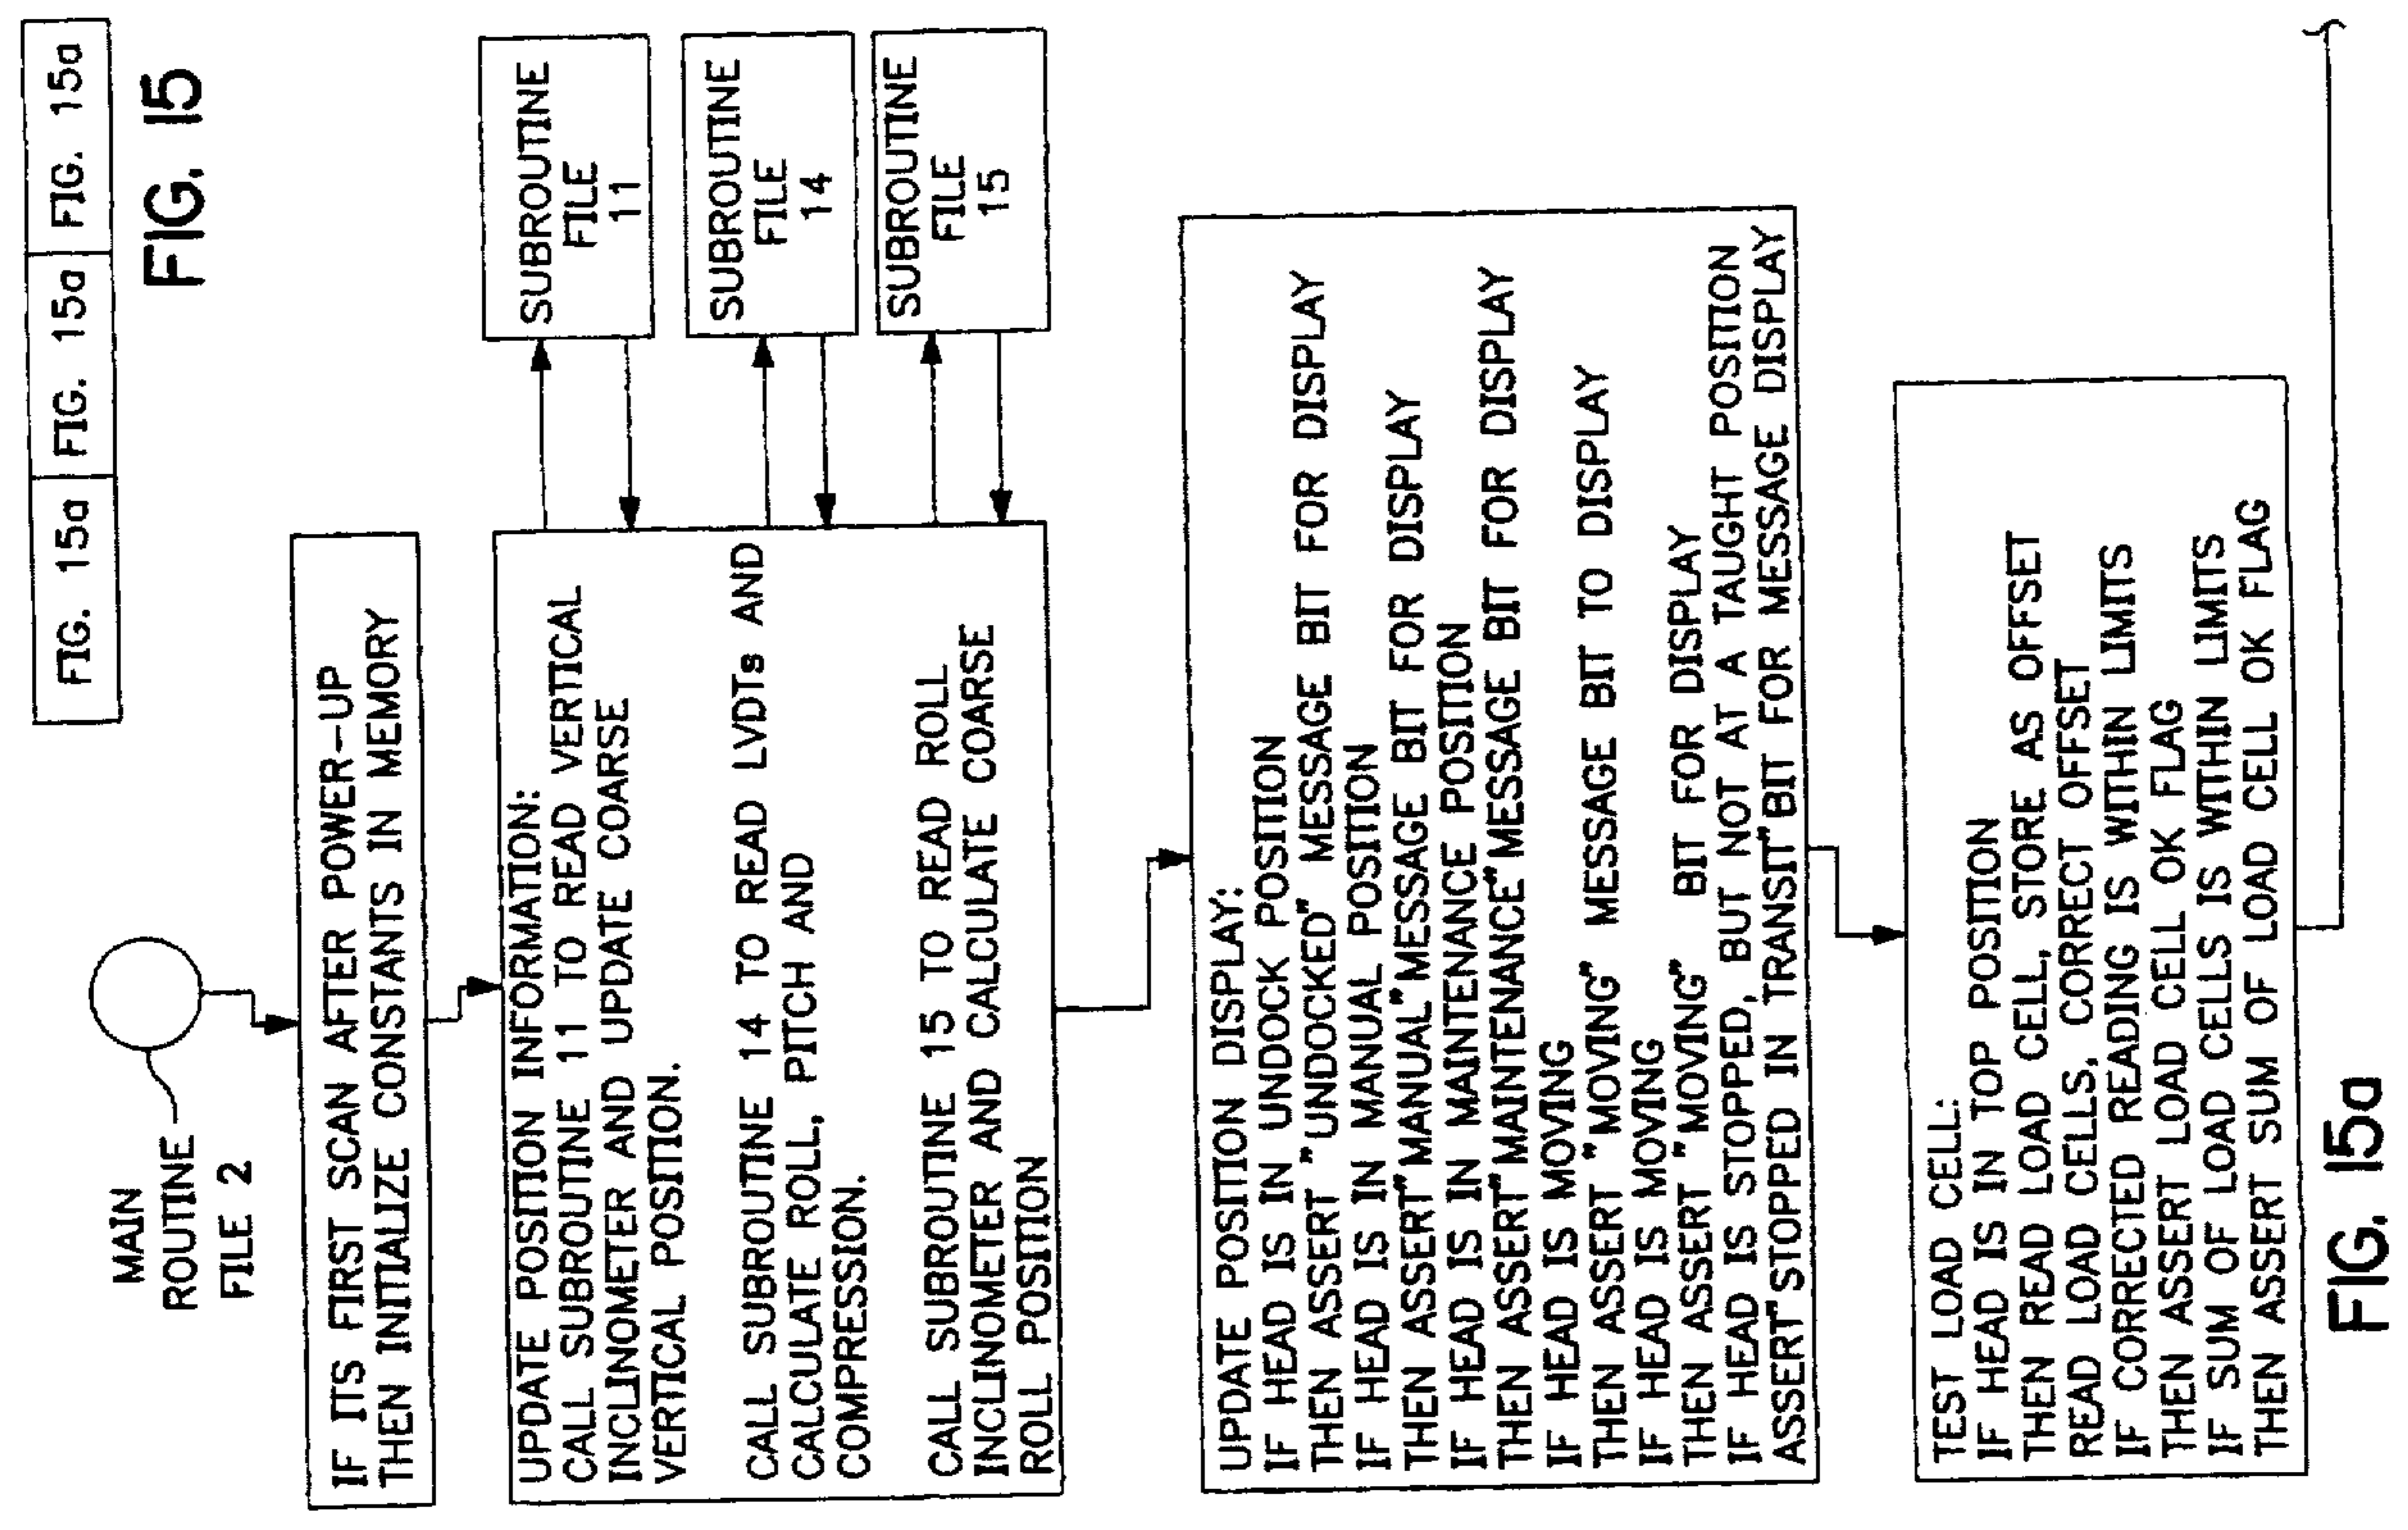 FIG. 15a FIG. 15a FIG. 15a
FIG. 15
MAIN
ROUTINE
FILE 2
IF ITS FIRST SCAN AFTER POWER-UP
THEN INITIALIZE CONSTANTS IN MEMORY
UPDATE POSITION INFORMATION:
CALL SUBROUTINE 11 TO READ VERTICAL
INCLINOMETER AND UPDATE COARSE
VERTICAL POSITION.
CALL SUBROUTINE 14 TO READ LVDTs AND
CALCULATE ROLL, PITCH AND
COMPRESSION.
CALL SUBROUTINE 15 TO READ ROLL
INCLINOMETER AND CALCULATE COARSE
ROLL POSITION
SUBROUTINE
FILE
11
SUBROUTINE
FILE
14
SUBROUTINE
FILE
15
UPDATE POSITION DISPLAY:
IF HEAD IS IN UNDOCK POSITION
THEN ASSERT "UNDOCKED" MESSAGE BIT FOR DISPLAY
IF HEAD IS IN MANUAL POSITION
THEN ASSERT"MANUAL"MESSAGE BIT FOR DISPLAY
IF HEAD IS IN MAINTENANCE POSITION
THEN ASSERT"MAINTENANCE"MESSAGE BIT FOR DISPLAY
IF HEAD IS MOVING
THEN ASSERT "MOVING" MESSAGE BIT TO DISPLAY
IF HEAD IS MOVING
THEN ASSERT "MOVING" BIT FOR DISPLAY
IF HEAD IS STOPPED, BUT NOT AT A TAUGHT POSITION
ASSERT"STOPPED IN TRANSIT"BIT FOR MESSAGE DISPLAY
TEST LOAD CELL:
IF HEAD IS IN TOP POSITION
THEN READ LOAD CELL, STORE AS OFFSET
READ LOAD CELLS, CORRECT OFFSET
IF CORRECTED READING IS WITHIN LIMITS
THEN ASSERT LOAD CELL OK FLAG
IF SUM OF LOAD CELLS IS WITHIN LIMITS
THEN ASSERT SUM OF LOAD CELL OK FLAG
FIG. 15a